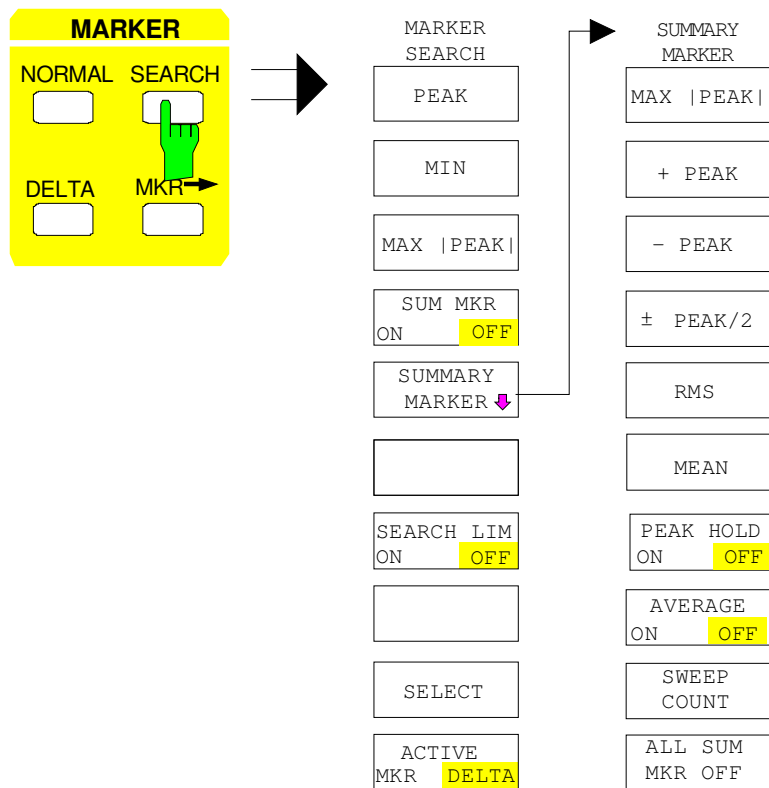 MARKER
NORMAL SEARCH
DELTA MKR
MARKER
SEARCH
PEAK
MIN
MAX |PEAK|
SUM MKR
ON OFF
SUMMARY
MARKER
SEARCH LIM
ON OFF
SELECT
ACTIVE
MKR DELTA
SUMMARY
MARKER
MAX |PEAK|
+ PEAK
− PEAK
± PEAK/2
RMS
MEAN
PEAK HOLD
ON OFF
AVERAGE
ON OFF
SWEEP
COUNT
ALL SUM
MKR OFF